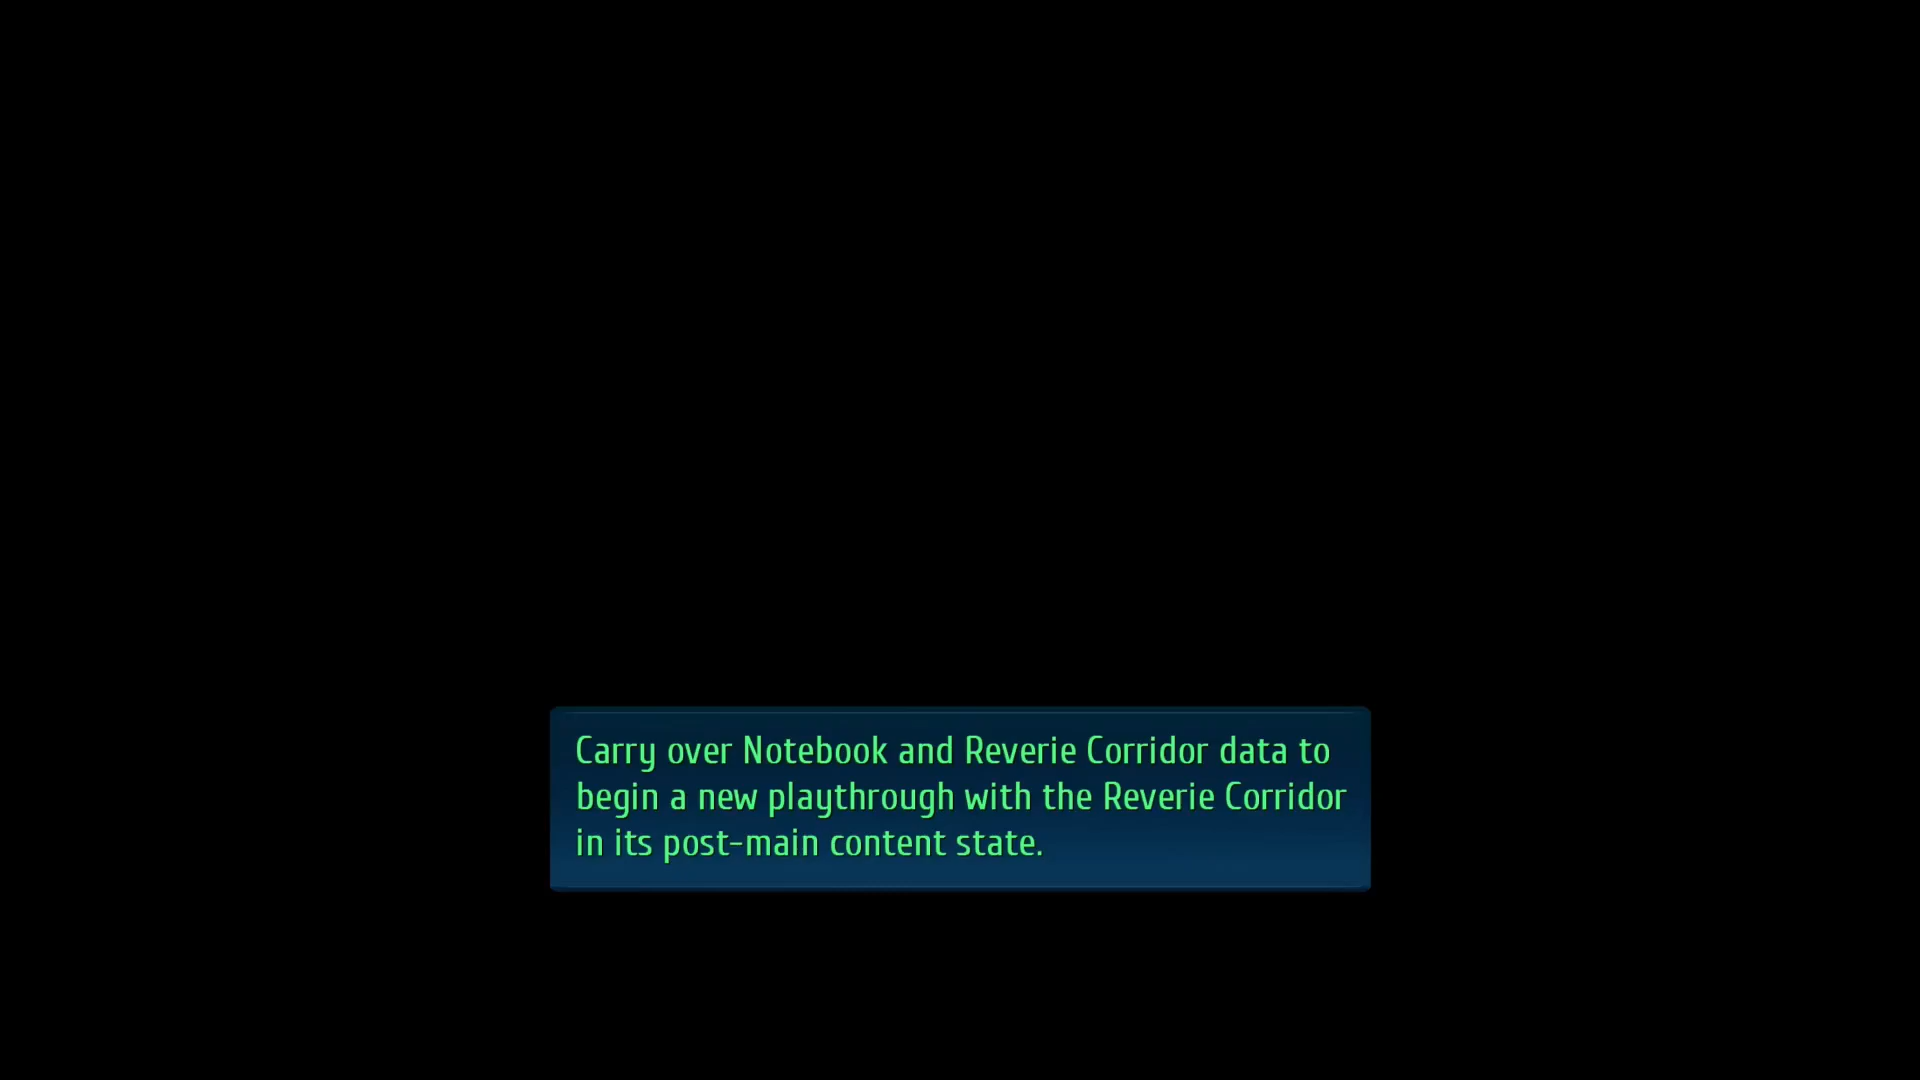 Carry over Notebook and Reverie Corridor data to
begin a new playthrough with the Reverie Corridor
in its post-main content state.